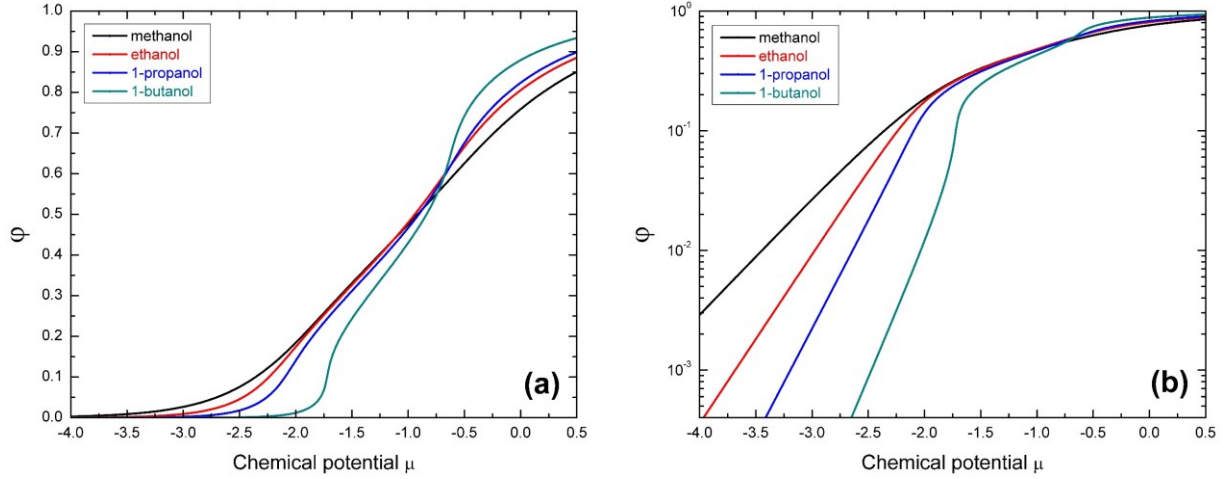 1.0
0.9
0.8
0.7
0.6
0.5
0.4
0.3
0.2
0.1
0.0
φ
methanol
ethanol
1-propanol
1-butanol
(a)
-4.0 -3.5 -3.0 -2.5 -2.0 -1.5 -1.0 -0.5 0.0 0.5
Chemical potential μ
10^0
10^-1
10^-2
10^-3
φ
methanol
ethanol
1-propanol
1-butanol
(b)
-4.0 -3.5 -3.0 -2.5 -2.0 -1.5 -1.0 -0.5 0.0 0.5
Chemical potential μ